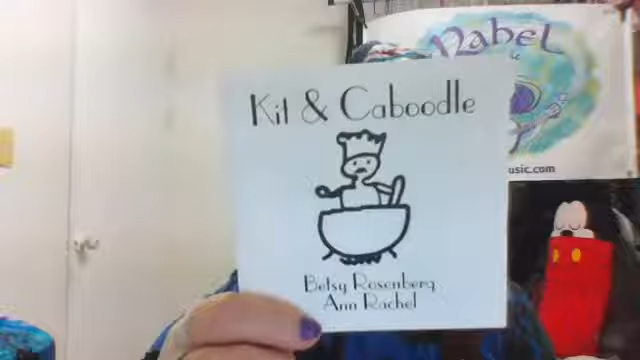 Nabel
Kit & Caboodle
usic.com
Betsy Rosenberg
Ann Rachel